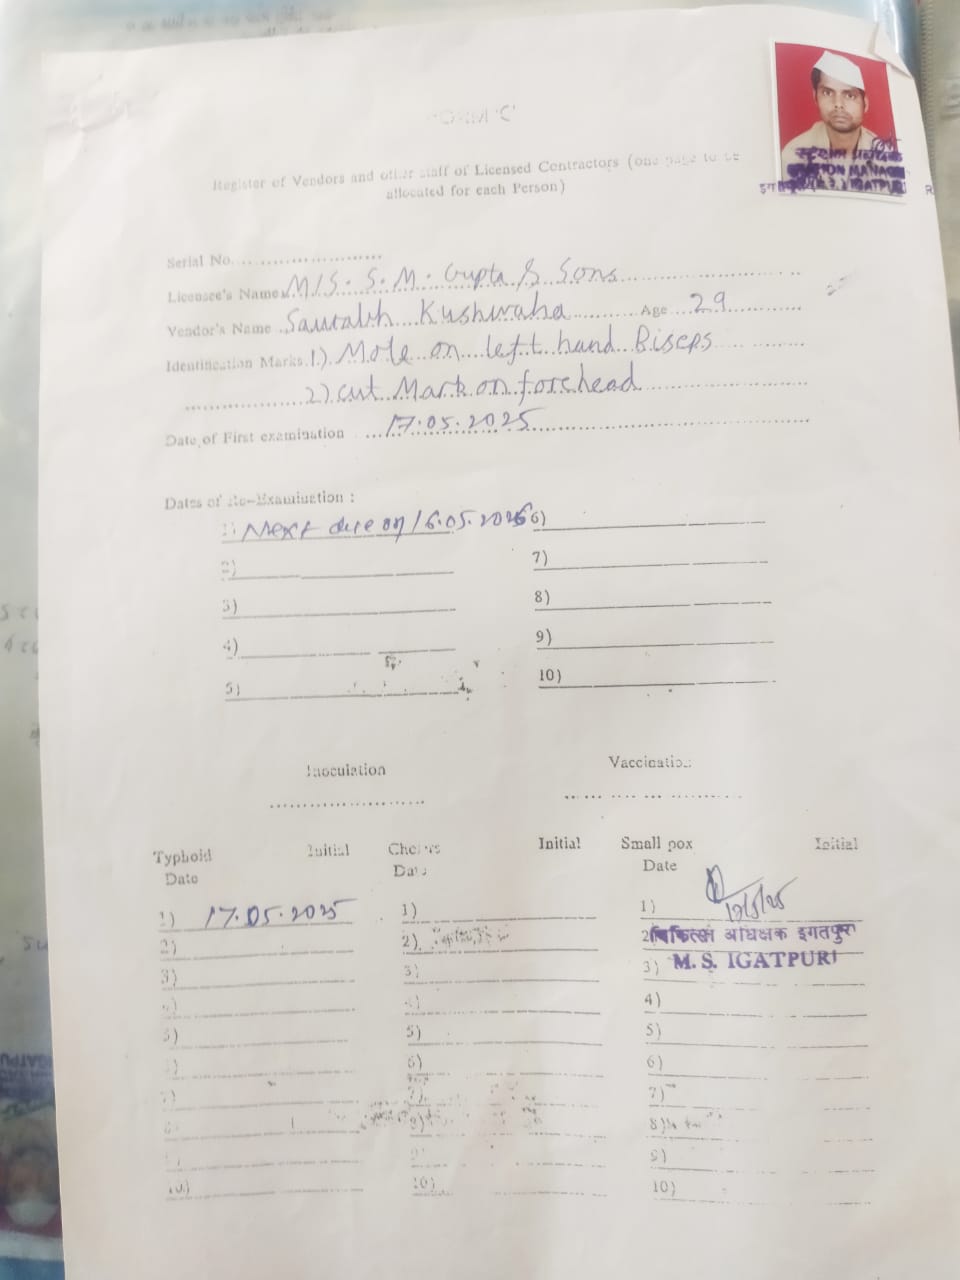 Register of Vendors and other staff of Licensed Contractors (one page to be
allocated for each Person)
STATION MANAGER
IGATPURI
Serial No.
Licensee's Name M/S. S. M. Gupta & Sons
Vendor's Name Saurabh Kushwaha Age 29
Identification Marks 1) Mole on left hand Biseps
2) cut Mark on forehead
Date of First examination 17.05.2025
Dates of Re-Examination :
1) Next due on 16.05.2026 6)
2) 7)
3) 8)
4) 9)
5) 10)
Inoculation Vaccination
Typhoid Initial Initial Small pox Initial
Date Date Date
1) 17.05.2025 1) 1) 17/5/25
2) 2) 2) चिकित्सा अधिक्षक इगतपुरी
3) 3) 3) M. S. IGATPURI
4) 4) 4)
5) 5) 5)
6) 6) 6)
7) 7) 7)
8) 8) 8)
9) 9) 9)
10) 10) 10)